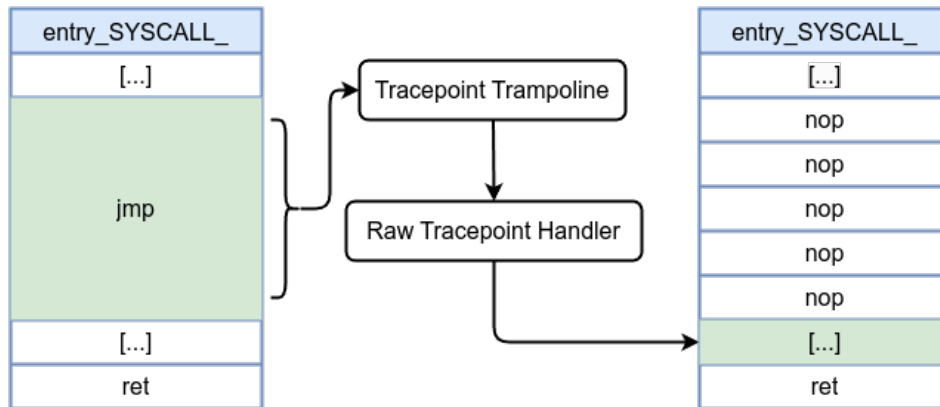 entry_SYSCALL_
[...]
jmp
[...]
ret
Tracepoint Trampoline
Raw Tracepoint Handler
entry_SYSCALL_
[...]
nop
nop
nop
nop
nop
[...]
ret